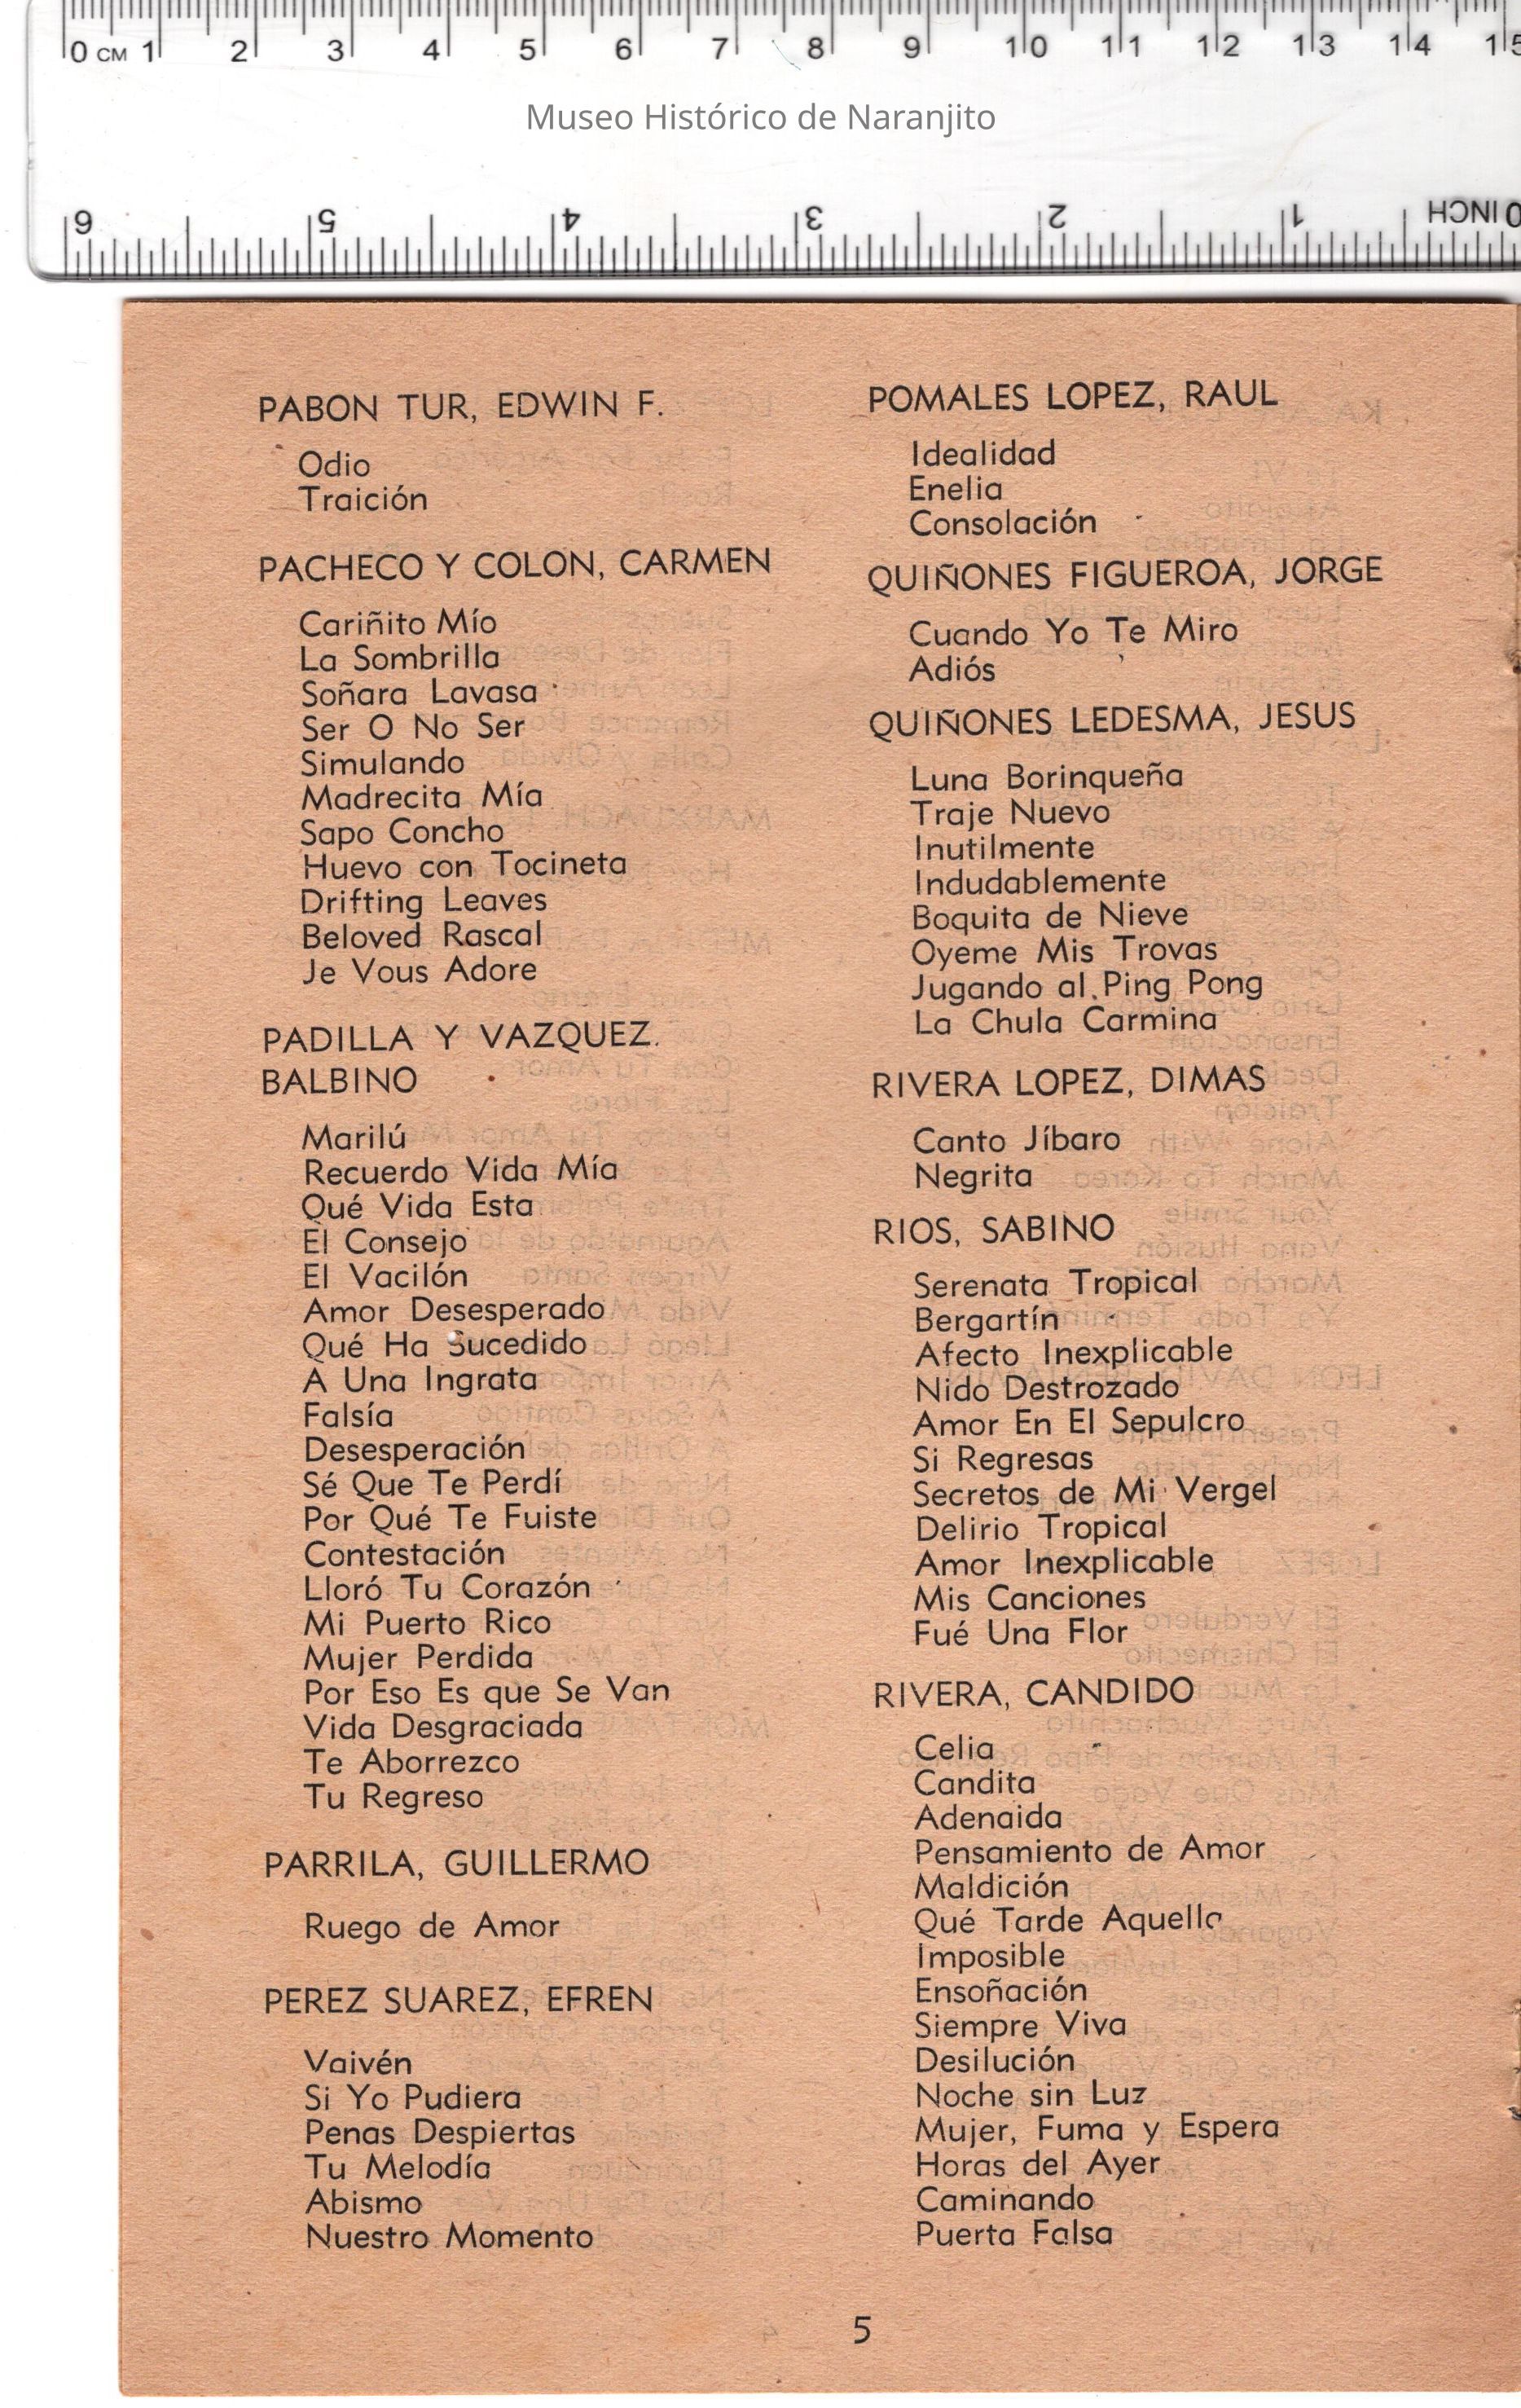 0 CM 1 2 3 4 5 6 7 8 9 10 11 12 13 14 15
Museo Histórico de Naranjito
6 5 4 3 2 1 0 INCH
PABON TUR, EDWIN F.
Odio
Traición
PACHECO Y COLON, CARMEN
Cariñito Mío
La Sombrilla
Soñara Lavasa
Ser O No Ser
Simulando
Madrecita Mía
Sapo Concho
Huevo con Tocineta
Drifting Leaves
Beloved Rascal
Je Vous Adore
PADILLA Y VAZQUEZ.
BALBINO
Marilú
Recuerdo Vida Mía
Qué Vida Esta
El Consejo
El Vacilón
Amor Desesperado
Qué Ha Sucedido
A Una Ingrata
Falsía
Desesperación
Sé Que Te Perdí
Por Qué Te Fuiste
Contestación
Lloró Tu Corazón
Mi Puerto Rico
Mujer Perdida
Por Eso Es que Se Van
Vida Desgraciada
Te Aborrezco
Tu Regreso
PARRILA, GUILLERMO
Ruego de Amor
PEREZ SUAREZ, EFREN
Vaivén
Si Yo Pudiera
Penas Despiertas
Tu Melodía
Abismo
Nuestro Momento
POMALES LOPEZ, RAUL
Idealidad
Enelia
Consolación
QUIÑONES FIGUEROA, JORGE
Cuando Yo Te Miro
Adiós
QUIÑONES LEDESMA, JESUS
Luna Borinqueña
Traje Nuevo
Inutilmente
Indudablemente
Boquita de Nieve
Oyeme Mis Trovas
Jugando al Ping Pong
La Chula Carmina
RIVERA LOPEZ, DIMAS
Canto Jíbaro
Negrita
RIOS, SABINO
Serenata Tropical
Bergartín
Afecto Inexplicable
Nido Destrozado
Amor En El Sepulcro
Si Regresas
Secretos de Mi Vergel
Delirio Tropical
Amor Inexplicable
Mis Canciones
Fué Una Flor
RIVERA, CANDIDO
Celia
Candita
Adenaida
Pensamiento de Amor
Maldición
Qué Tarde Aquella
Imposible
Ensoñación
Siempre Viva
Desilución
Noche sin Luz
Mujer, Fuma y Espera
Horas del Ayer
Caminando
Puerta Falsa
5